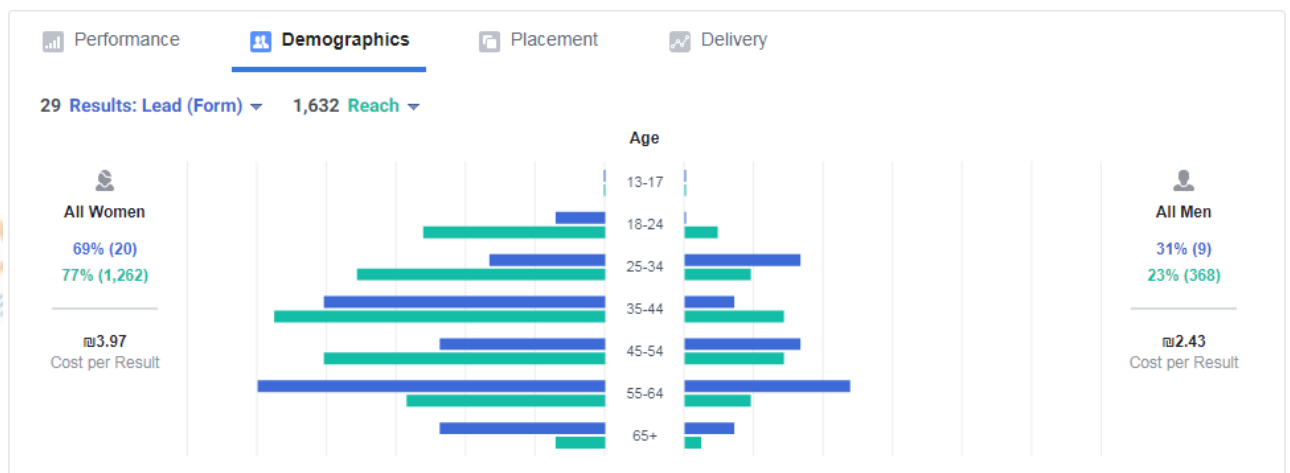 Performance Demographics Placement Delivery
29 Results: Lead (Form) 1,632 Reach
Age
13-17
18-24
25-34
35-44
45-54
55-64
65+
All Women
69% (20)
77% (1,262)
₪3.97
Cost per Result
All Men
31% (9)
23% (368)
₪2.43
Cost per Result